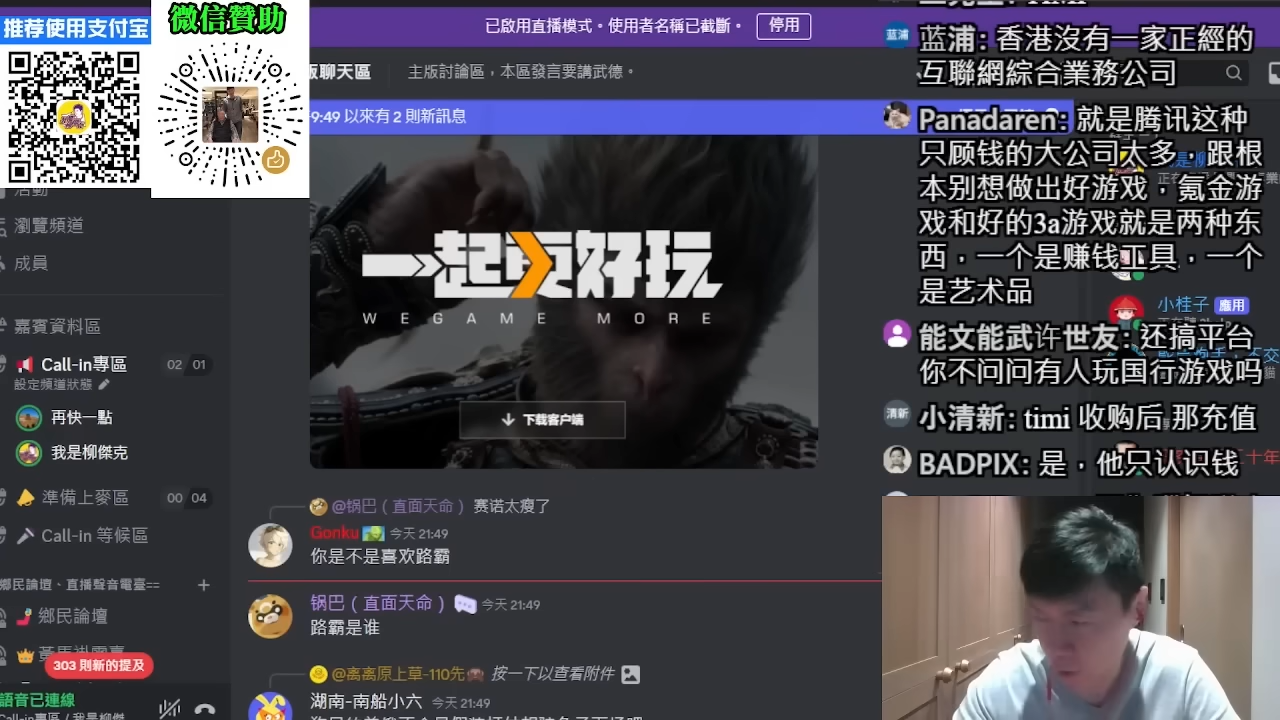 推荐使用支付宝
微信贊助
已啟用直播模式。使用者名稱已截斷。
停用
版聊天區
主版討論區，本區發言要講武德。
9:49 以來有 2 則新訊息
活動
瀏覽頻道
成員
嘉賓資料區
Call-in專區
02 01
設定頻道狀態
再快一點
我是柳傑克
準備上麥區
00 04
Call-in 等候區
鄉民論壇、直播聲音電臺==
鄉民論壇
303 則新的提及
語音已連線
一起更好玩
WEGAME MORE
下载客户端
@锅巴（直面天命） 赛诺太瘦了
Gonku 今天 21:49
你是不是喜欢路霸
锅巴（直面天命） 今天 21:49
路霸是谁
@离离原上草-110先 按一下以查看附件
湖南-南船小六 今天 21:49
蓝浦
蓝浦: 香港沒有一家正經的
互聯網綜合業務公司
Panadaren: 就是腾讯这种
只顾钱的大公司太多，跟根
本别想做出好游戏，氪金游
戏和好的3a游戏就是两种东
西，一个是赚钱工具，一个
是艺术品
小桂子 應用
能文能武许世友: 还搞平台
你不问问有人玩国行游戏吗
清新
小清新: timi 收购后 那充值
BADPIX: 是，他只认识钱